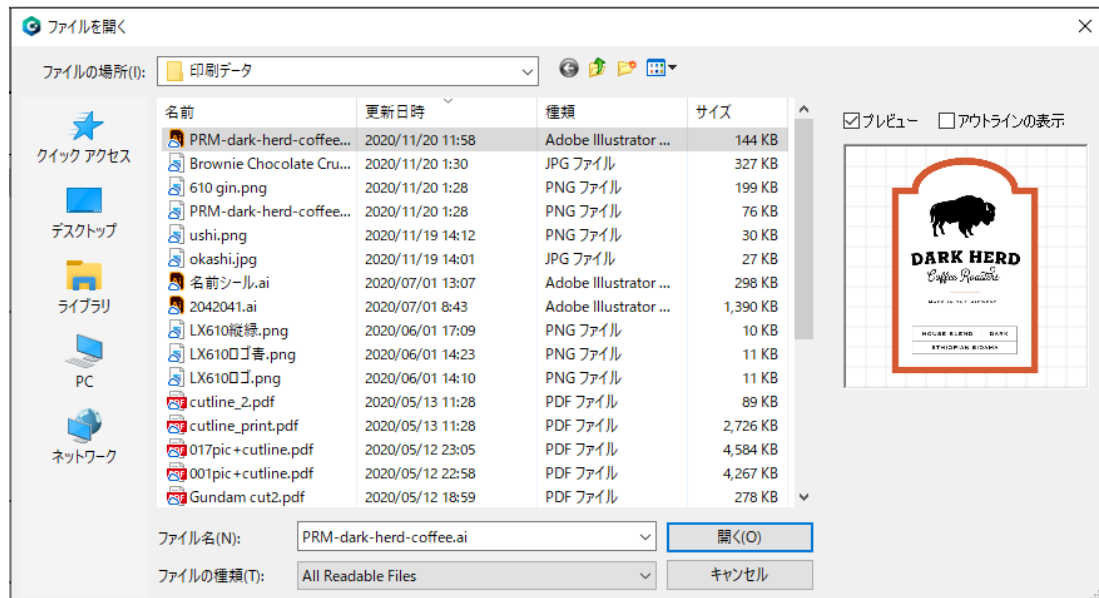 ファイルを開く
ファイルの場所(I): 印刷データ
名前 更新日時 種類 サイズ
PRM-dark-herd-coffee... 2020/11/20 11:58 Adobe Illustrator ... 144 KB
Brownie Chocolate Cru... 2020/11/20 1:30 JPG ファイル 327 KB
610 gin.png 2020/11/20 1:28 PNG ファイル 199 KB
PRM-dark-herd-coffee... 2020/11/20 1:28 PNG ファイル 76 KB
ushi.png 2020/11/19 14:12 PNG ファイル 30 KB
okashi.jpg 2020/11/19 14:01 JPG ファイル 27 KB
名前シール.ai 2020/07/01 13:07 Adobe Illustrator ... 298 KB
2042041.ai 2020/07/01 8:43 Adobe Illustrator ... 1,390 KB
LX610縦緑.png 2020/06/01 17:09 PNG ファイル 10 KB
LX610ロゴ書.png 2020/06/01 14:23 PNG ファイル 11 KB
LX610ロゴ.png 2020/06/01 14:10 PNG ファイル 11 KB
cutline_2.pdf 2020/05/13 11:28 PDF ファイル 89 KB
cutline_print.pdf 2020/05/13 11:28 PDF ファイル 2,726 KB
017pic+cutline.pdf 2020/05/12 23:05 PDF ファイル 4,584 KB
001pic+cutline.pdf 2020/05/12 22:58 PDF ファイル 4,267 KB
Gundam cut2.pdf 2020/05/12 18:59 PDF ファイル 278 KB
クイック アクセス
デスクトップ
ライブラリ
PC
ネットワーク
ファイル名(N): PRM-dark-herd-coffee.ai 開く(O)
ファイルの種類(T): All Readable Files キャンセル
プレビュー アウトラインの表示
DARK HERD
Coffee Roasters
MADE IN THE MIDWEST
HOUSE BLEND DARK
ETHIOPIAN SIDAMA